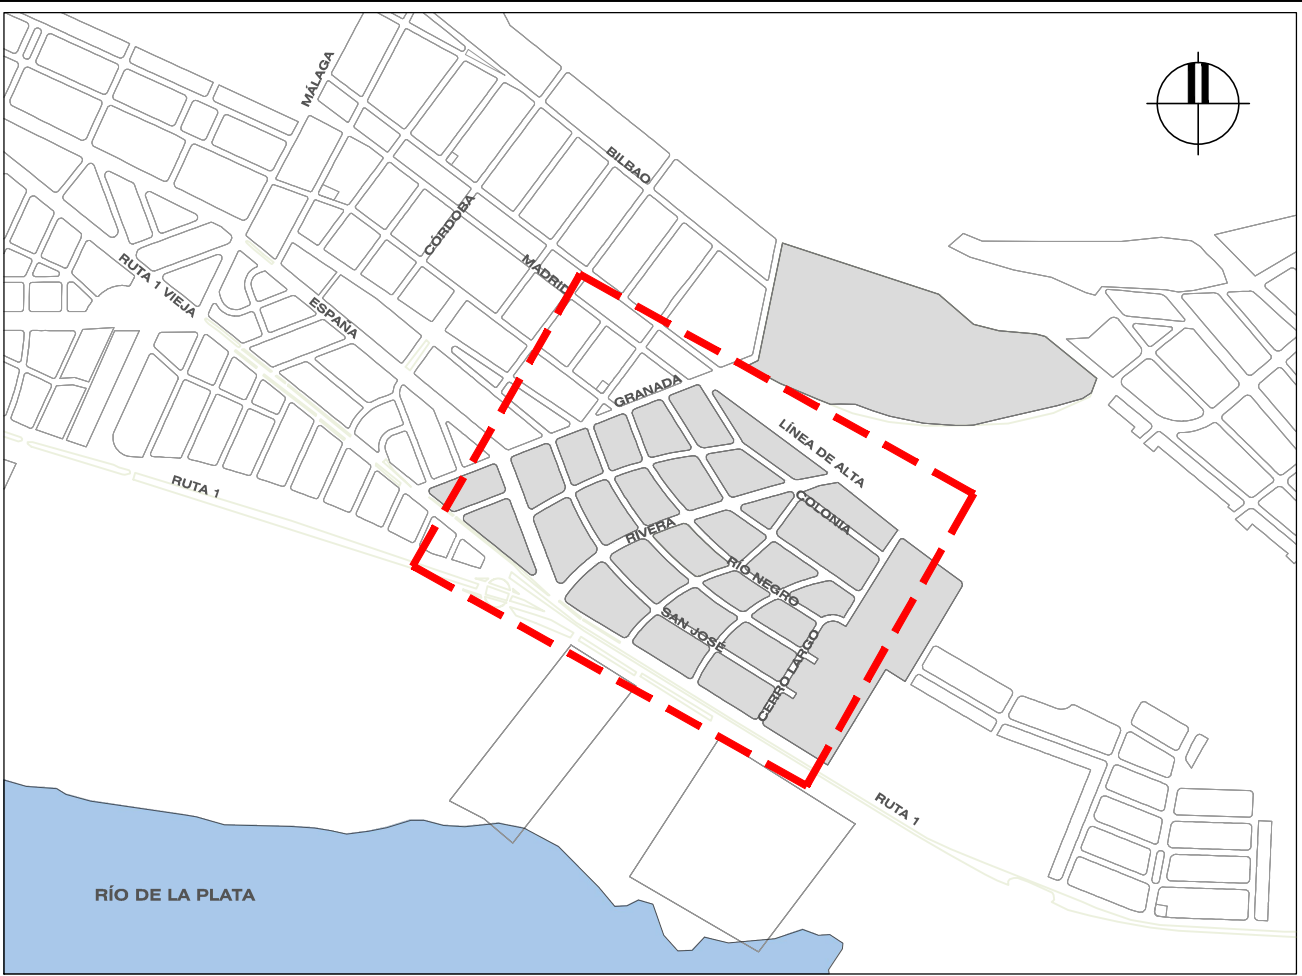 MÁLAGA
BILBAO
CÓRDOBA
MADRID
RUTA 1 VIEJA
ESPAÑA
GRANADA
LÍNEA DE ALTA
RUTA 1
COLONIA
RIVERA
RÍO NEGRO
SAN JOSÉ
CERRO LARGO
RUTA 1
RÍO DE LA PLATA